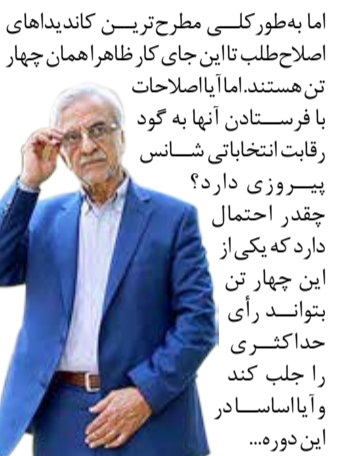 اما به‌طور کلی مطرح‌ترین کاندیداهای
اصلاح‌طلب تا این جای کار ظاهرا همان چهار
تن هستند. اما آیا اصلاحات
با فرستادن آنها به گود
رقابت انتخاباتی شانس
پیروزی دارد؟
چقدر احتمال
دارد که یکی از
این چهار تن
بتواند رأی
حداکثری
را جلب کند
و آیا اساسا در
این دوره...